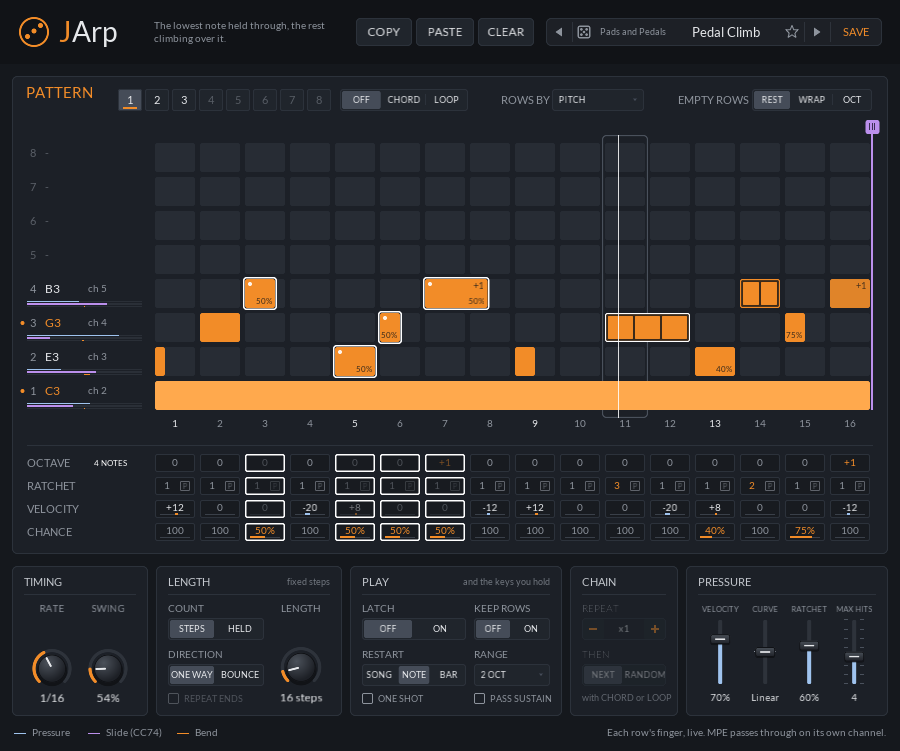 JArp
The lowest note held through, the rest
climbing over it.
COPY PASTE CLEAR
Pads and Pedals Pedal Climb SAVE
PATTERN 1 2 3 4 5 6 7 8 OFF CHORD LOOP ROWS BY PITCH EMPTY ROWS REST WRAP OCT
8 -
7 -
6 -
5 -
4 B3 ch 5 50% +1 50% +1
3 G3 ch 4 50% 75%
2 E3 ch 3 50% 40%
1 C3 ch 2
1 2 3 4 5 6 7 8 9 10 11 12 13 14 15 16
OCTAVE 4 NOTES 0 0 0 0 0 0 +1 0 0 0 0 0 0 0 0 +1
RATCHET 1 P 1 P 1 P 1 P 1 P 1 P 1 P 1 P 1 P 1 P 3 P 1 P 1 P 2 P 1 P 1 P
VELOCITY +12 0 0 -20 +8 0 0 -12 +12 0 0 -20 +8 0 0 -12
CHANCE 100 100 50% 100 50% 50% 50% 100 100 100 100 100 40% 100 75% 100
TIMING
RATE SWING
1/16 54%
LENGTH fixed steps
COUNT LENGTH
STEPS HELD
DIRECTION
ONE WAY BOUNCE
REPEAT ENDS 16 steps
PLAY and the keys you hold
LATCH KEEP ROWS
OFF ON OFF ON
RESTART RANGE
SONG NOTE BAR 2 OCT
ONE SHOT PASS SUSTAIN
CHAIN
REPEAT
− x1 +
THEN
NEXT RANDOM
with CHORD or LOOP
PRESSURE
VELOCITY CURVE RATCHET MAX HITS
70% Linear 60% 4
Pressure Slide (CC74) Bend
Each row's finger, live. MPE passes through on its own channel.